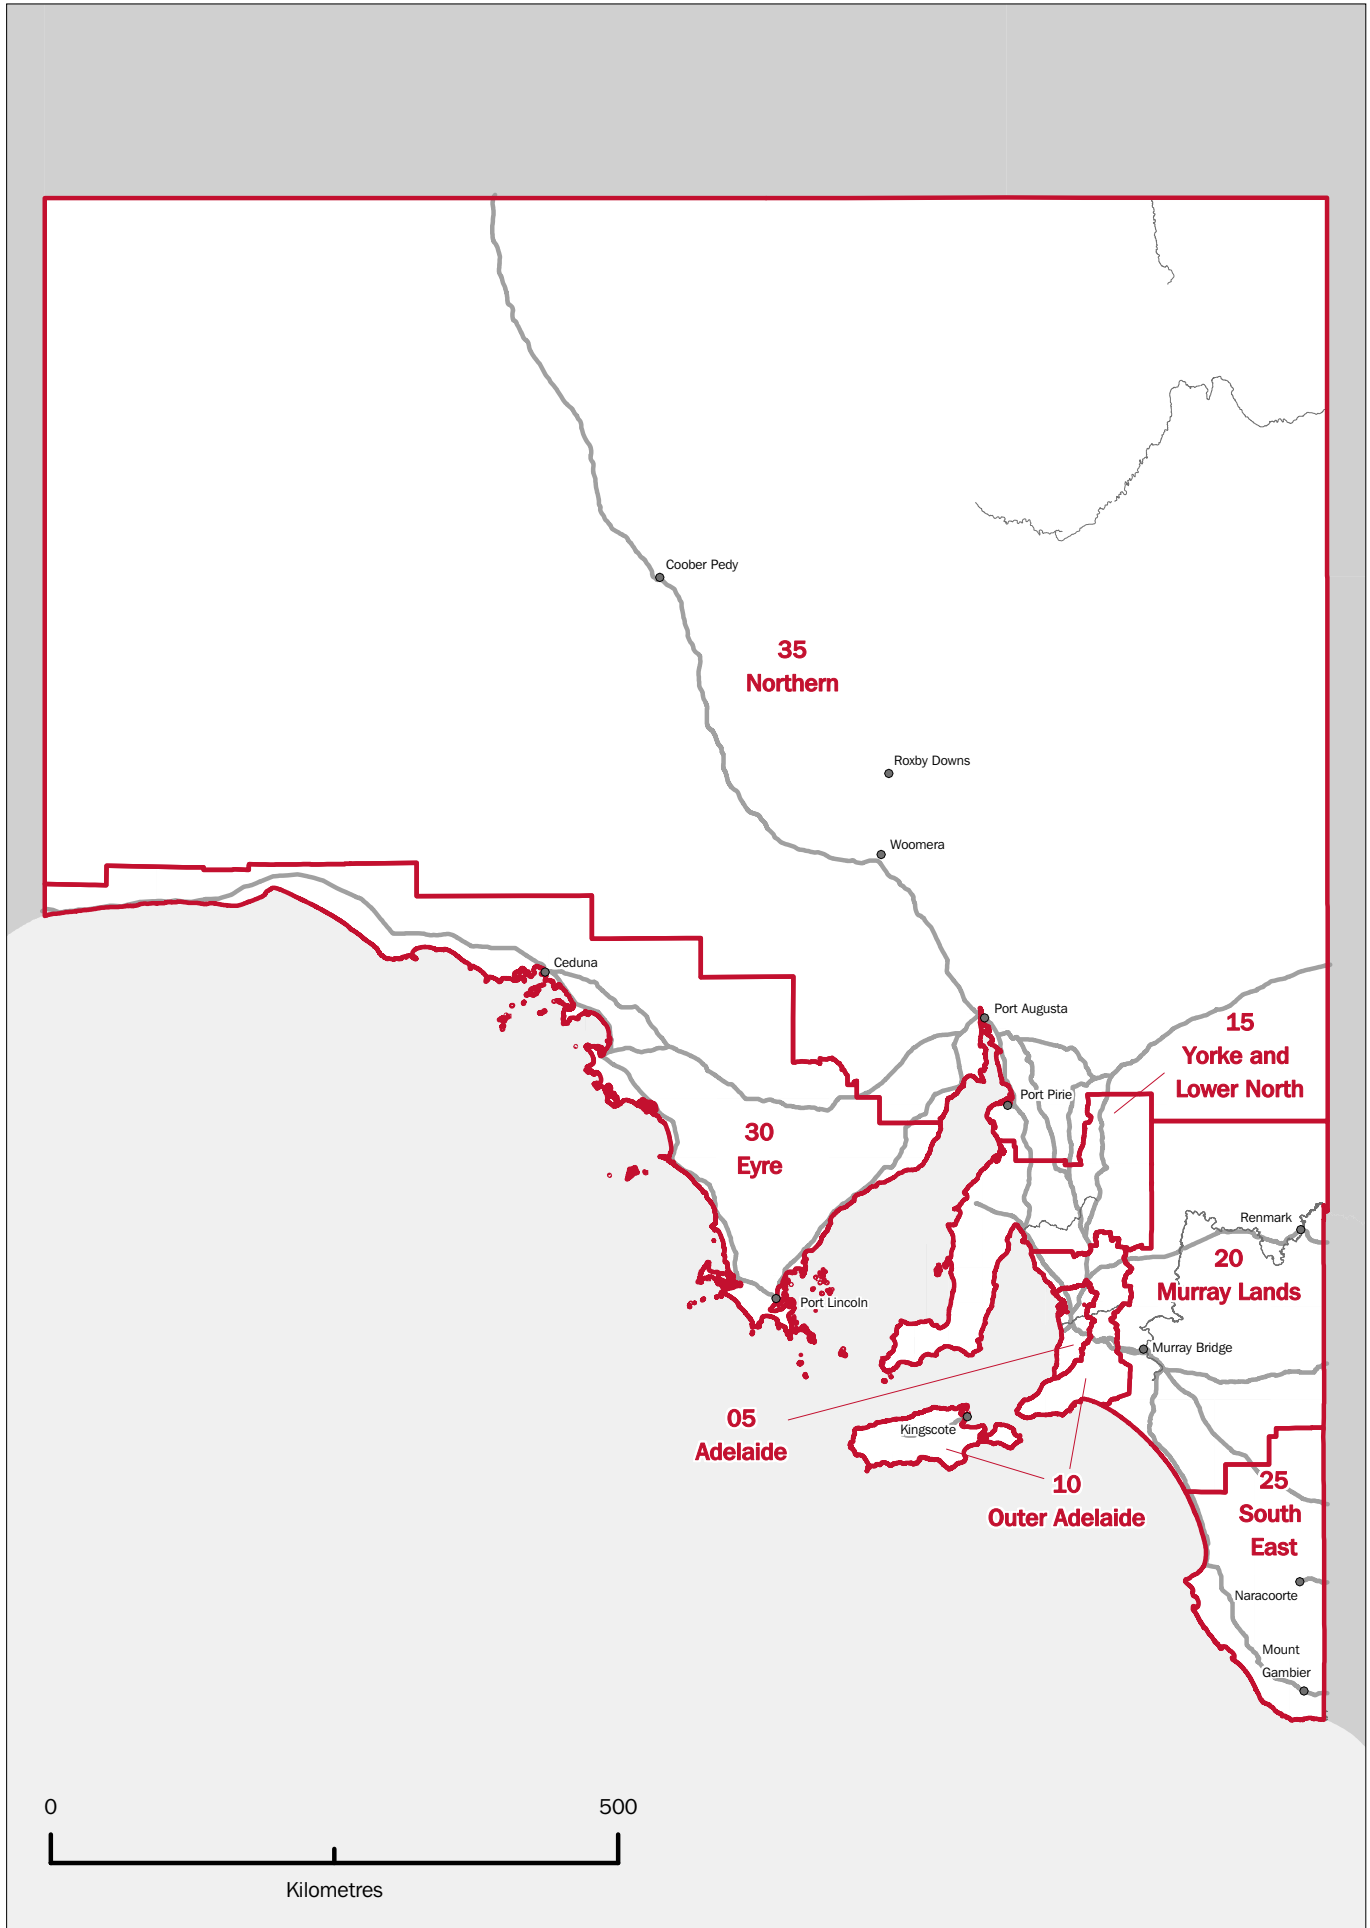 Coober Pedy
35
Northern
Roxby Downs
Woomera
Ceduna
Port Augusta
15
Yorke and
Lower North
Port Pirie
30
Eyre
Renmark
20
Murray Lands
Port Lincoln
Murray Bridge
05
Adelaide
Kingscote
10
Outer Adelaide
25
South
East
Naracoorte
Mount
Gambier
0 500
Kilometres